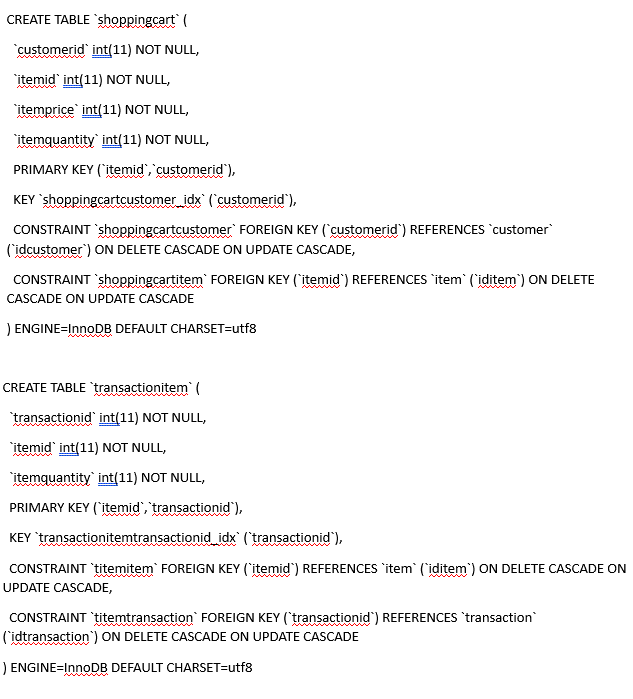 CREATE TABLE `shoppingcart` (
`customerid` int(11) NOT NULL,
`itemid` int(11) NOT NULL,
`itemprice` int(11) NOT NULL,
`itemquantity` int(11) NOT NULL,
PRIMARY KEY (`itemid`,`customerid`),
KEY `shoppingcartcustomer_idx` (`customerid`),
CONSTRAINT `shoppingcartcustomer` FOREIGN KEY (`customerid`) REFERENCES `customer`
(`idcustomer`) ON DELETE CASCADE ON UPDATE CASCADE,
CONSTRAINT `shoppingcartitem` FOREIGN KEY (`itemid`) REFERENCES `item` (`iditem`) ON DELETE
CASCADE ON UPDATE CASCADE
) ENGINE=InnoDB DEFAULT CHARSET=utf8
CREATE TABLE `transactionitem` (
`transactionid` int(11) NOT NULL,
`itemid` int(11) NOT NULL,
`itemquantity` int(11) NOT NULL,
PRIMARY KEY (`itemid`,`transactionid`),
KEY `transactionitemtransactionid_idx` (`transactionid`),
CONSTRAINT `titemitem` FOREIGN KEY (`itemid`) REFERENCES `item` (`iditem`) ON DELETE CASCADE ON
UPDATE CASCADE,
CONSTRAINT `titemtransaction` FOREIGN KEY (`transactionid`) REFERENCES `transaction`
(`idtransaction`) ON DELETE CASCADE ON UPDATE CASCADE
) ENGINE=InnoDB DEFAULT CHARSET=utf8